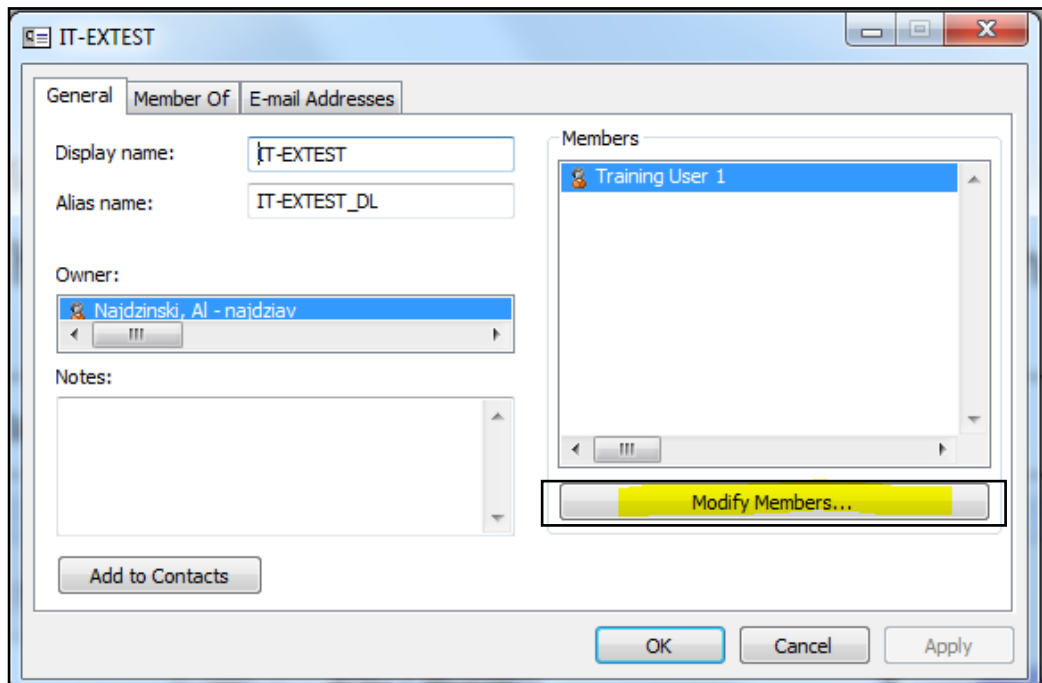 IT-EXTEST
General Member Of E-mail Addresses
Display name: IT-EXTEST
Alias name: IT-EXTEST_DL
Owner:
Najdzinski, Al - najdziav
Notes:
Add to Contacts
Members
Training User 1
Modify Members...
OK Cancel Apply